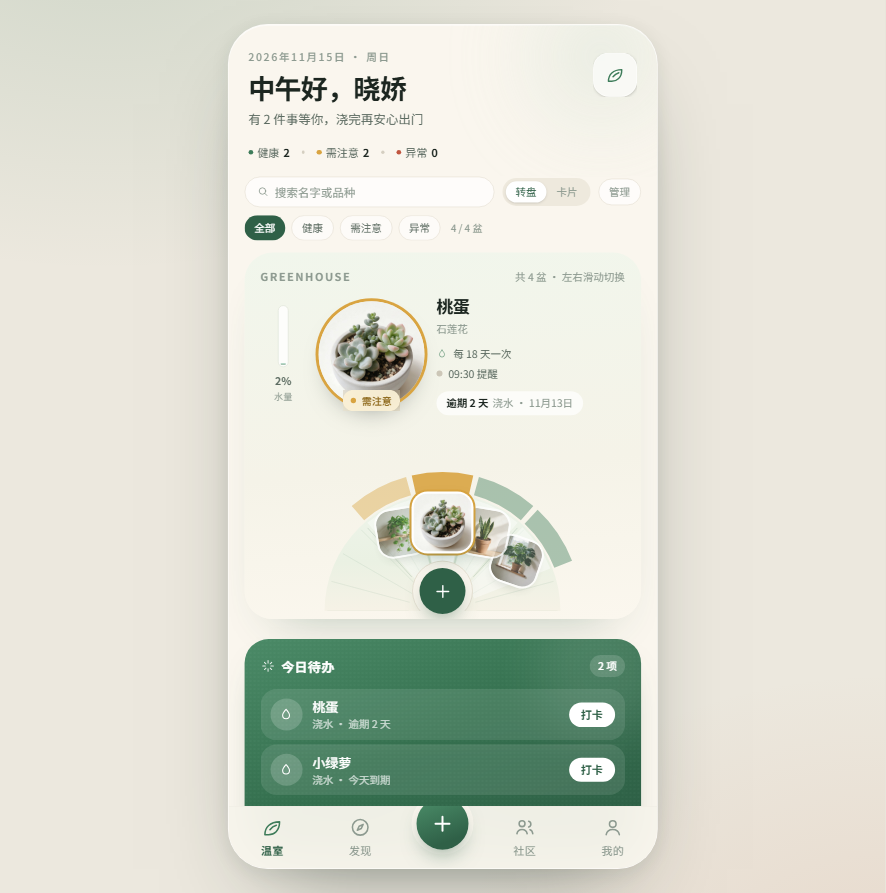 2026年11月15日 · 周日
中午好，晓娇
有 2 件事等你，浇完再安心出门
健康 2 · 需注意 2 · 异常 0
搜索名字或品种
转盘 卡片 管理
全部 健康 需注意 异常 4 / 4 盆
GREENHOUSE 共 4 盆 · 左右滑动切换
桃蛋
石莲花
每 18 天一次
09:30 提醒
2%
水量
需注意
逾期 2 天 浇水 · 11月13日
今日待办 2 项
桃蛋
浇水 · 逾期 2 天
打卡
小绿萝
浇水 · 今天到期
打卡
温室 发现 社区 我的